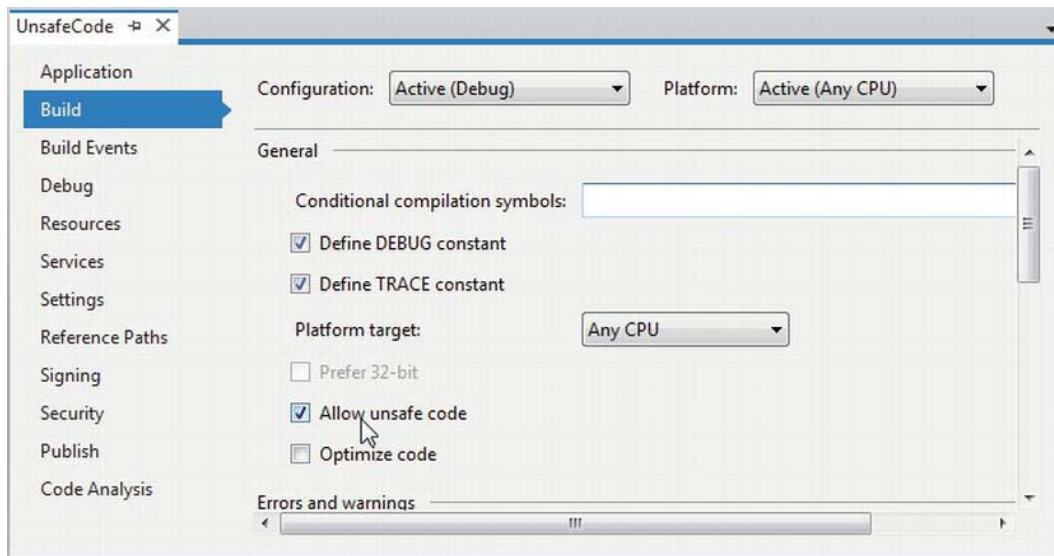 UnsafeCode
Application
Build
Build Events
Debug
Resources
Services
Settings
Reference Paths
Signing
Security
Publish
Code Analysis
Configuration: Active (Debug) Platform: Active (Any CPU)
General
Conditional compilation symbols:
Define DEBUG constant
Define TRACE constant
Platform target: Any CPU
Prefer 32-bit
Allow unsafe code
Optimize code
Errors and warnings